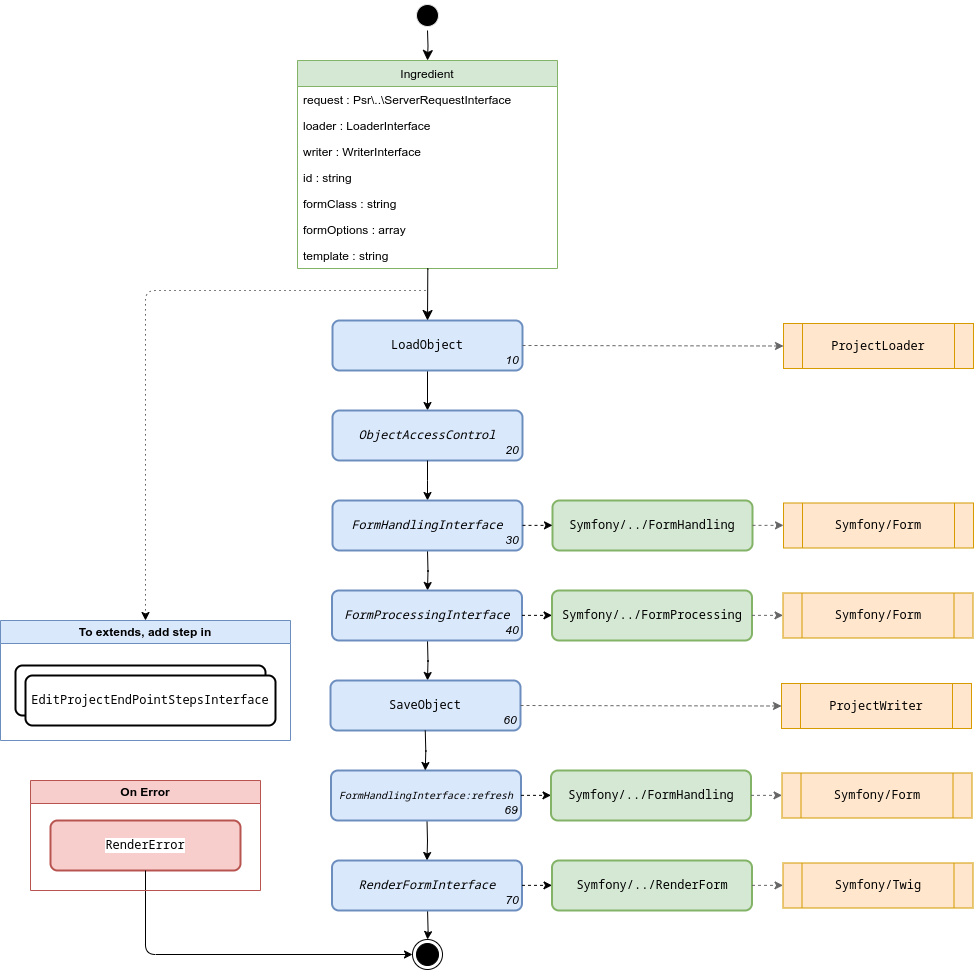 Ingredient
request : Psr\..\ServerRequestInterface
loader : LoaderInterface
writer : WriterInterface
id : string
formClass : string
formOptions : array
template : string
LoadObject
10
ProjectLoader
ObjectAccessControl
20
FormHandlingInterface
30
Symfony/../FormHandling
Symfony/Form
FormProcessingInterface
40
Symfony/../FormProcessing
Symfony/Form
To extends, add step in
EditProjectEndPointStepsInterface
SaveObject
60
ProjectWriter
On Error
RenderError
FormHandlingInterface:refresh
69
Symfony/../FormHandling
Symfony/Form
RenderFormInterface
70
Symfony/../RenderForm
Symfony/Twig